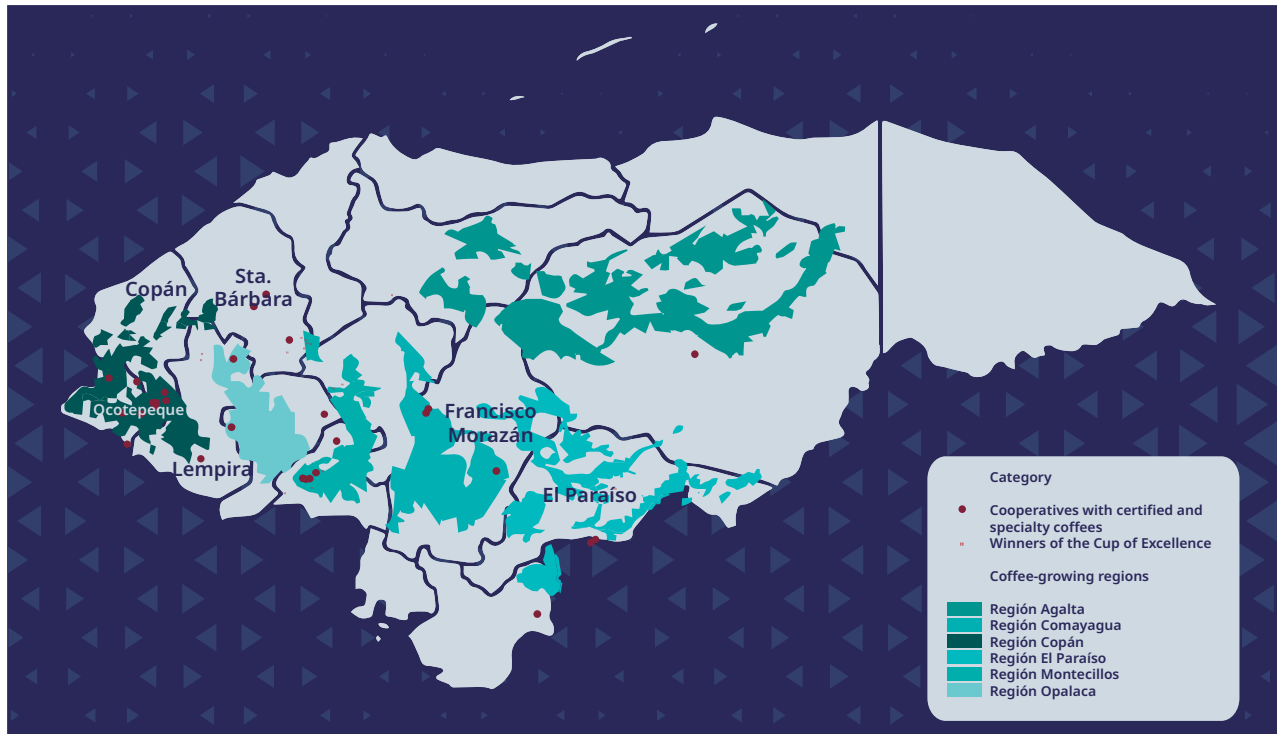 Sta.
Bárbara
Copán
Ocotepeque
Francisco
Morazán
Lempira
El Paraíso
Category
Cooperatives with certified and
specialty coffees
Winners of the Cup of Excellence
Coffee-growing regions
Región Agalta
Región Comayagua
Región Copán
Región El Paraíso
Región Montecillos
Región Opalaca